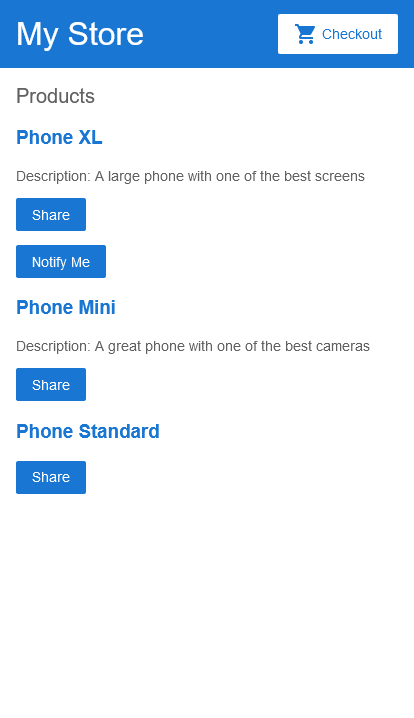 My Store
Checkout
Products
Phone XL
Description: A large phone with one of the best screens
Share
Notify Me
Phone Mini
Description: A great phone with one of the best cameras
Share
Phone Standard
Share